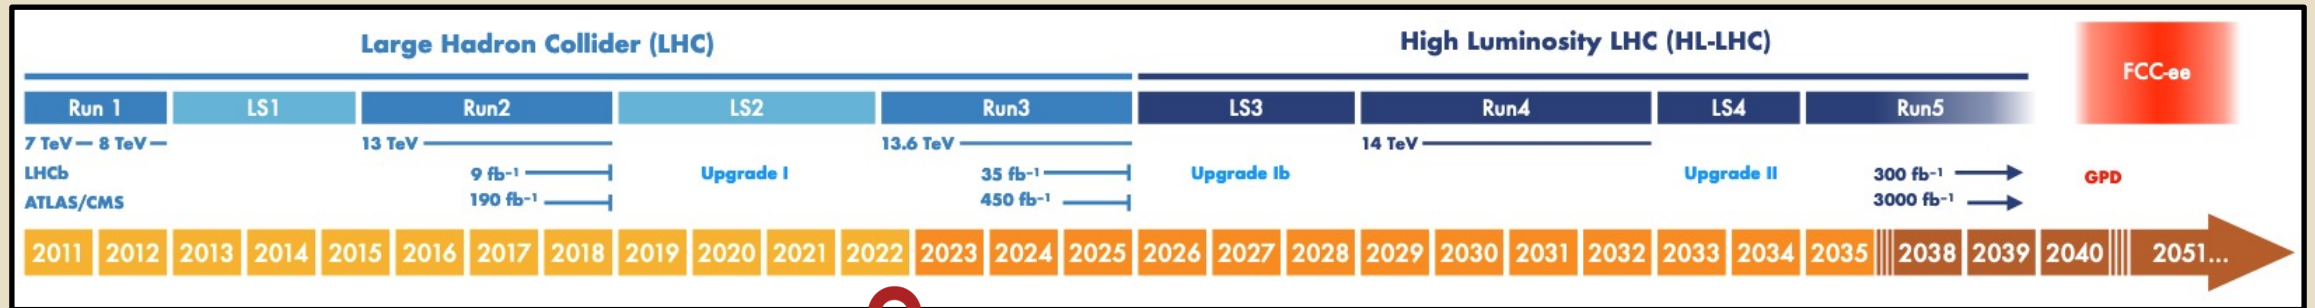 Large Hadron Collider (LHC) High Luminosity LHC (HL-LHC)
FCC-ee
Run 1 LS1 Run2 LS2 Run3 LS3 Run4 LS4 Run5
7 TeV — 8 TeV — 13 TeV 13.6 TeV 14 TeV
LHCb 9 fb⁻¹ Upgrade I 35 fb⁻¹ Upgrade Ib Upgrade II 300 fb⁻¹ GPD
ATLAS/CMS 190 fb⁻¹ 450 fb⁻¹ 3000 fb⁻¹
2011 2012 2013 2014 2015 2016 2017 2018 2019 2020 2021 2022 2023 2024 2025 2026 2027 2028 2029 2030 2031 2032 2033 2034 2035 2038 2039 2040 2051...